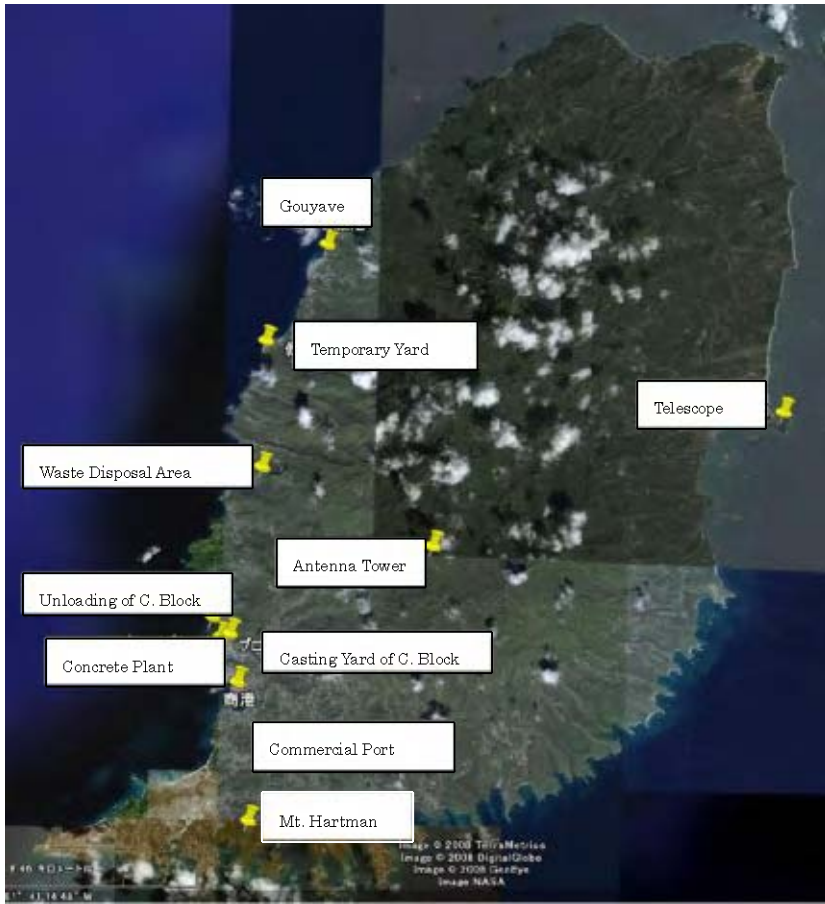 Gouyave
Temporary Yard
Telescope
Waste Disposal Area
Antenna Tower
Unloading of C. Block
Casting Yard of C. Block
Concrete Plant
商港
Commercial Port
Mt. Hartman
Image © 2008 TerraMetrics
Image © 2008 DigitalGlobe
Image © 2008 GeoEye
Image NASA